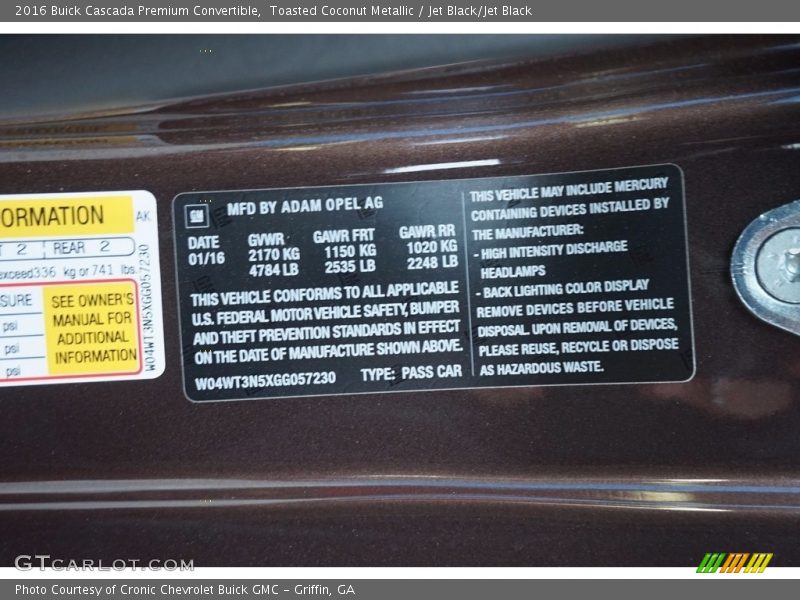 2016 Buick Cascada Premium Convertible,  Toasted Coconut Metallic / Jet Black/Jet Black
ORMATION
AK
2 REAR 2
exceed336 kg or 741 lbs.
SURE
psi
psi
psi
SEE OWNER'S
MANUAL FOR
ADDITIONAL
INFORMATION
W04WT3N5XGG057230
GM
MFD BY ADAM OPEL AG
DATE GVWR GAWR FRT GAWR RR
01/16 2170 KG 1150 KG 1020 KG
4784 LB 2535 LB 2248 LB
THIS VEHICLE CONFORMS TO ALL APPLICABLE
U.S. FEDERAL MOTOR VEHICLE SAFETY, BUMPER
AND THEFT PREVENTION STANDARDS IN EFFECT
ON THE DATE OF MANUFACTURE SHOWN ABOVE.
W04WT3N5XGG057230 TYPE: PASS CAR
THIS VEHICLE MAY INCLUDE MERCURY
CONTAINING DEVICES INSTALLED BY
THE MANUFACTURER:
- HIGH INTENSITY DISCHARGE
HEADLAMPS
- BACK LIGHTING COLOR DISPLAY
REMOVE DEVICES BEFORE VEHICLE
DISPOSAL. UPON REMOVAL OF DEVICES,
PLEASE REUSE, RECYCLE OR DISPOSE
AS HAZARDOUS WASTE.
GTCARLOT.COM
Photo Courtesy of Cronic Chevrolet Buick GMC - Griffin, GA